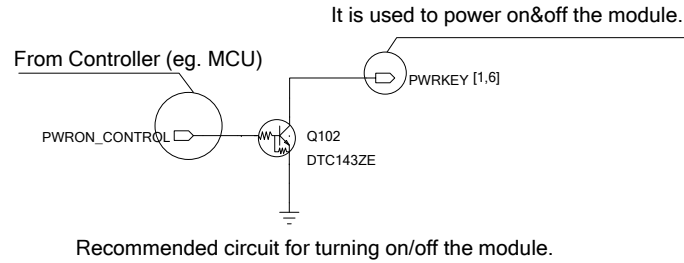 It is used to power on&off the module.
From Controller (eg. MCU)
PWRKEY [1,6]
PWRON_CONTROL
Q102
DTC143ZE
Recommended circuit for turning on/off the module.